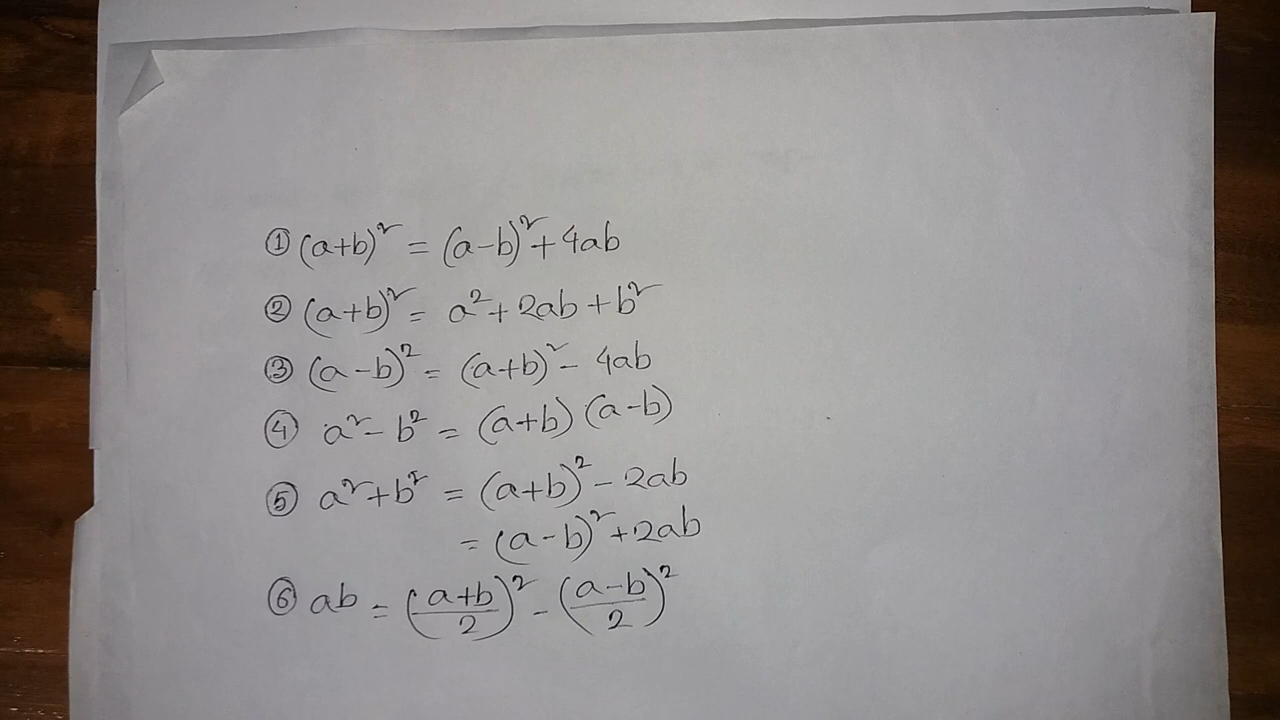 ① (a+b)² = (a-b)² + 4ab
② (a+b)² = a² + 2ab + b²
③ (a-b)² = (a+b)² - 4ab
④ a² - b² = (a+b) (a-b)
⑤ a² + b² = (a+b)² - 2ab
= (a-b)² + 2ab
⑥ ab = ((a+b)/2)² - ((a-b)/2)²